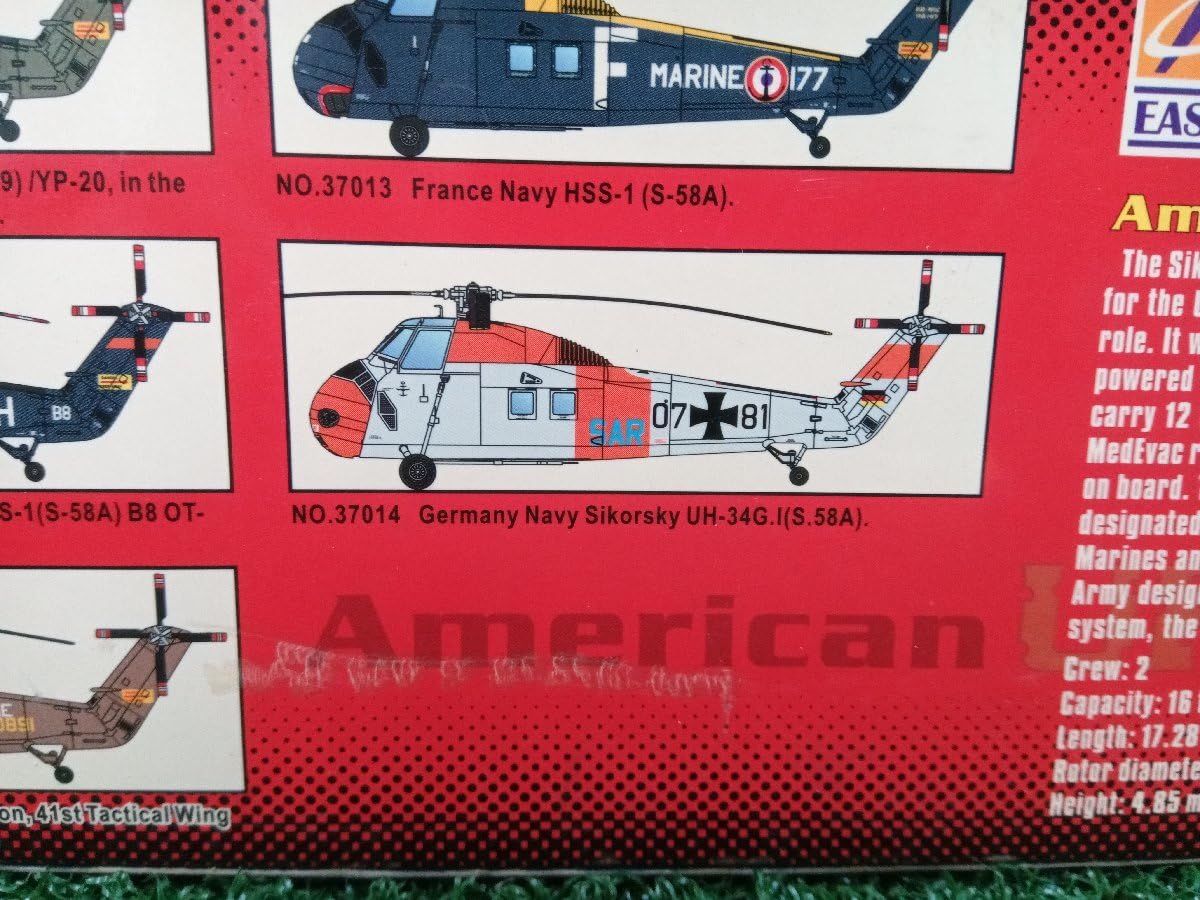 MARINE 177
EAS
9) /YP-20, in the
NO.37013 France Navy HSS-1 (S-58A).
H B8
S-1(S-58A) B8 OT-
SAR 07 81
NO.37014 Germany Navy Sikorsky UH-34G.I(S.58A).
on, 41st Tactical Wing
American
Am
The Sik
for the
role. It w
powered
carry 12
MedEvac r
on board.
designated
Marines an
Army desig
system, the
Crew: 2
Capacity: 16
Length: 17.28
Rotor diamete
Height: 4.85 m